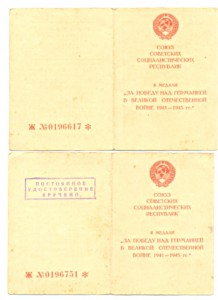 СОЮЗ
СОВЕТСКИХ
СОЦИАЛИСТИЧЕСКИХ
РЕСПУБЛИК
К МЕДАЛИ
„ЗА ПОБЕДУ НАД ГЕРМАНИЕЙ
В ВЕЛИКОЙ ОТЕЧЕСТВЕННОЙ
ВОЙНЕ 1941—1945 гг.“
Ж №0196617
ПОСТОЯННОЕ
УДОСТОВЕРЕНИЕ
ВРУЧЕНО.
СОЮЗ
СОВЕТСКИХ
СОЦИАЛИСТИЧЕСКИХ
РЕСПУБЛИК
К МЕДАЛИ
„ЗА ПОБЕДУ НАД ГЕРМАНИЕЙ
В ВЕЛИКОЙ ОТЕЧЕСТВЕННОЙ
ВОЙНЕ 1941—1945 гг.“
Ж №0196751